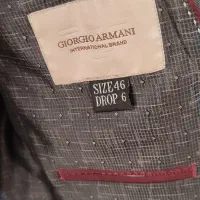 GIORGIO ARMANI
INTERNATIONAL BRAND
SIZE 46
DROP 6